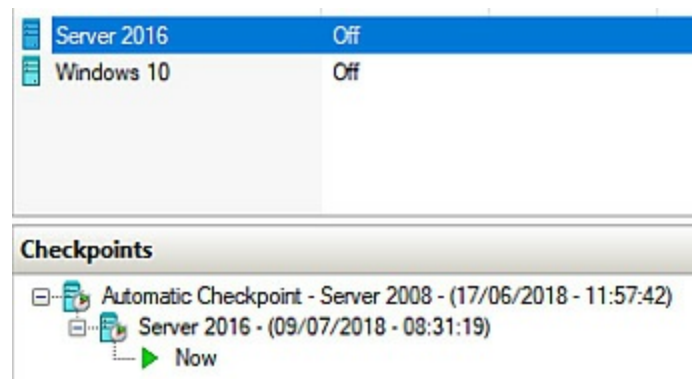 Server 2016 Off
Windows 10 Off
Checkpoints
Automatic Checkpoint - Server 2008 - (17/06/2018 - 11:57:42)
Server 2016 - (09/07/2018 - 08:31:19)
Now